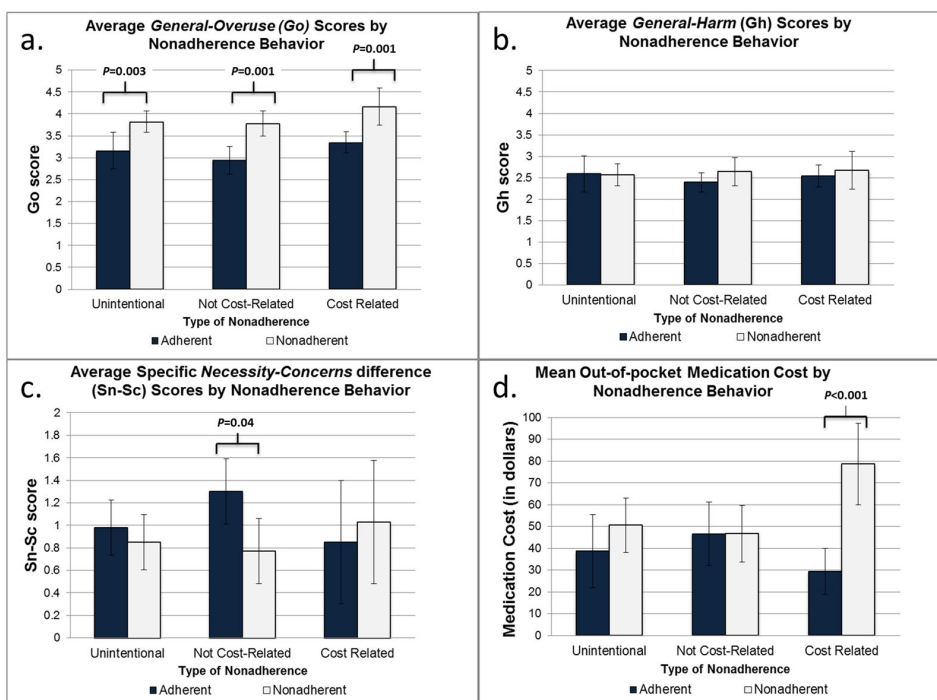 a.
Average General-Overuse (Go) Scores by
Nonadherence Behavior
P=0.003
P=0.001
P=0.001
5
4.5
4
3.5
3
2.5
2
1.5
1
0.5
0
Go score
Unintentional
Not Cost-Related
Cost Related
Type of Nonadherence
Adherent
Nonadherent
b.
Average General-Harm (Gh) Scores by
Nonadherence Behavior
5
4.5
4
3.5
3
2.5
2
1.5
1
0.5
0
Gh score
Unintentional
Not Cost-Related
Cost Related
Type of Nonadherence
Adherent
Nonadherent
c.
Average Specific Necessity-Concerns difference
(Sn-Sc) Scores by Nonadherence Behavior
P=0.04
2
1.8
1.6
1.4
1.2
1
0.8
0.6
0.4
0.2
0
Sn-Sc score
Unintentional
Not Cost-Related
Cost Related
Type of Nonadherence
Adherent
Nonadherent
d.
Mean Out-of-pocket Medication Cost by
Nonadherence Behavior
P<0.001
100
90
80
70
60
50
40
30
20
10
0
Medication Cost (in dollars)
Unintentional
Not Cost-Related
Cost Related
Type of Nonadherence
Adherent
Nonadherent